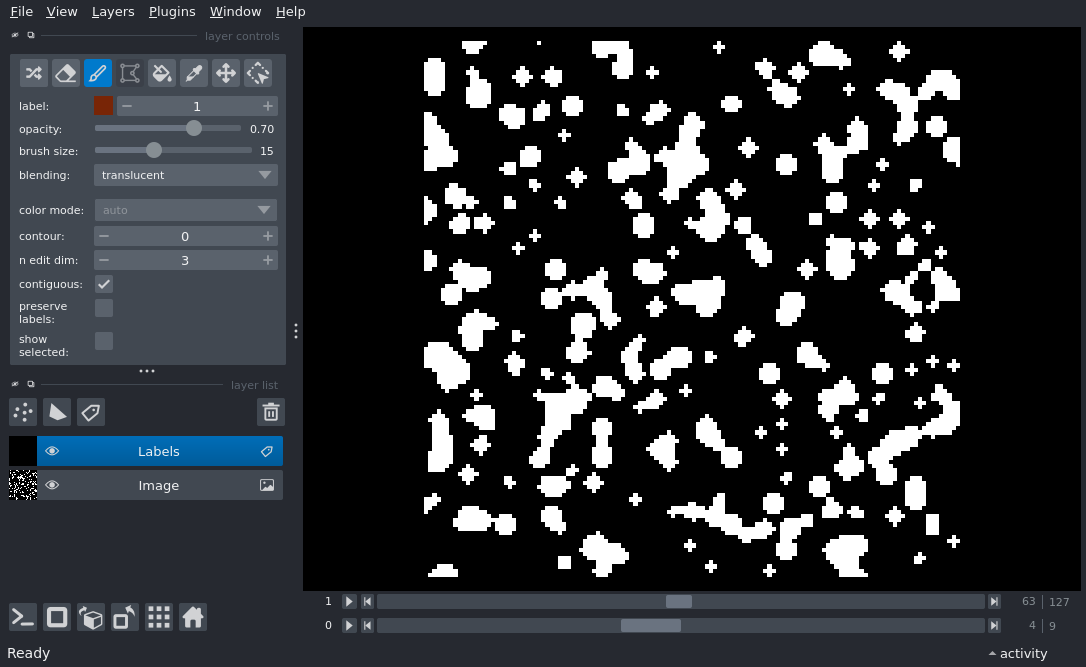 File View Layers Plugins Window Help
layer controls
label: 1
opacity: 0.70
brush size: 15
blending: translucent
color mode: auto
contour: 0
n edit dim: 3
contiguous:
preserve
labels:
show
selected:
layer list
Labels
Image
1 63 127
0 4 9
Ready activity